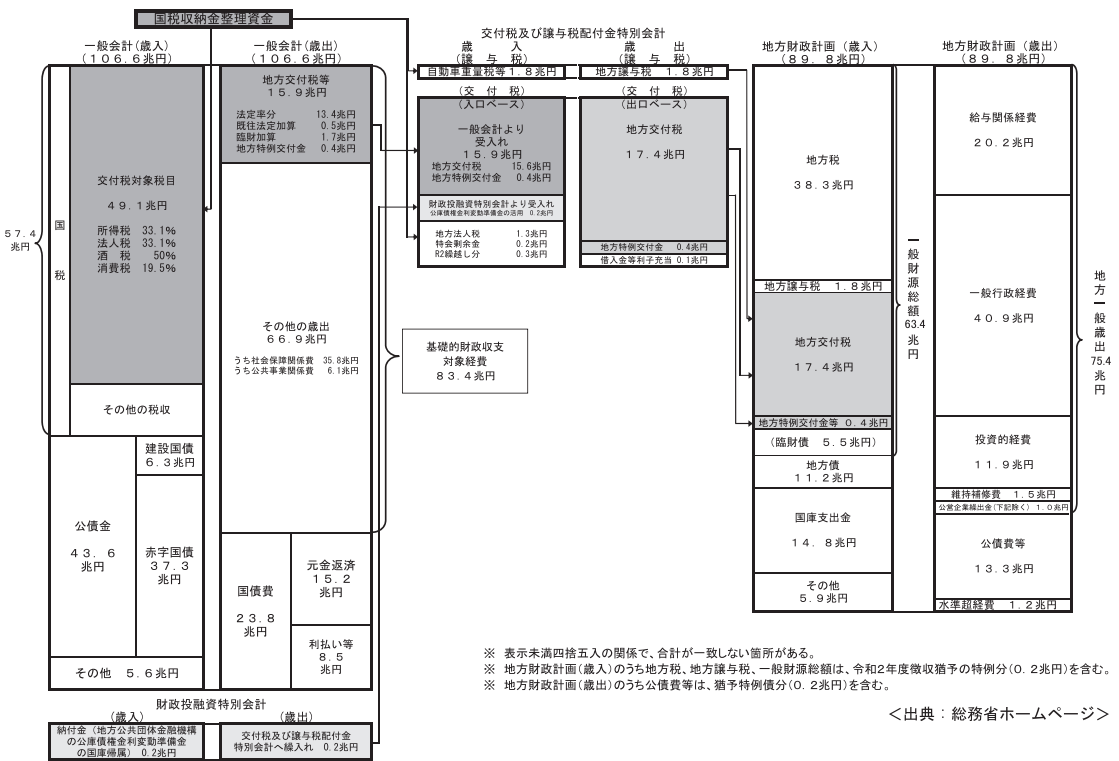 国税収納金整理資金
一般会計(歳入)
(106.6兆円)
57.4
兆円
国
税
交付税対象税目
49.1兆円
所得税 33.1%
法人税 33.1%
酒 税 50%
消費税 19.5%
その他の税収
公債金
43.6
兆円
建設国債
6.3兆円
赤字国債
37.3
兆円
その他 5.6兆円
一般会計(歳出)
(106.6兆円)
地方交付税等
15.9兆円
法定率分 13.4兆円
既往法定加算 0.5兆円
臨財加算 1.7兆円
地方特例交付金 0.4兆円
その他の歳出
66.9兆円
うち社会保障関係費 35.8兆円
うち公共事業関係費 6.1兆円
国債費
23.8
兆円
元金返済
15.2
兆円
利払い等
8.5
兆円
基礎的財政収支
対象経費
83.4兆円
財政投融資特別会計
(歳入)
納付金(地方公共団体金融機構
の公庫債権金利変動準備金
の国庫帰属) 0.2兆円
(歳出)
交付税及び譲与税配付金
特別会計へ繰入れ 0.2兆円
交付税及び譲与税配付金特別会計
歳 入
(譲 与 税)
自動車重量税等1.8兆円
(交 付 税)
(入口ベース)
一般会計より
受入れ
15.9兆円
地方交付税 15.6兆円
地方特例交付金 0.4兆円
財政投融資特別会計より受入れ
公庫債権金利変動準備金の活用 0.2兆円
地方法人税 1.3兆円
特会剰余金 0.2兆円
R2繰越し分 0.3兆円
歳 出
(譲 与 税)
地方譲与税 1.8兆円
(交 付 税)
(出口ベース)
地方交付税
17.4兆円
地方特例交付金 0.4兆円
借入金等利子充当 0.1兆円
地方財政計画(歳入)
(89.8兆円)
地方税
38.3兆円
地方譲与税 1.8兆円
地方交付税
17.4兆円
地方特例交付金等 0.4兆円
(臨財債 5.5兆円)
地方債
11.2兆円
国庫支出金
14.8兆円
その他
5.9兆円
一般財源総額63.4兆円
地方財政計画(歳出)
(89.8兆円)
給与関係経費
20.2兆円
一般行政経費
40.9兆円
投資的経費
11.9兆円
維持補修費 1.5兆円
公営企業繰出金(下記除く) 1.0兆円
公債費等
13.3兆円
水準超経費 1.2兆円
地方一般歳出75.4兆円
※ 表示未満四捨五入の関係で、合計が一致しない箇所がある。
※ 地方財政計画(歳入)のうち地方税、地方譲与税、一般財源総額は、令和2年度徴収猶予の特例分(0.2兆円)を含む。
※ 地方財政計画(歳出)のうち公債費等は、猶予特例債分(0.2兆円)を含む。
<出典:総務省ホームページ>